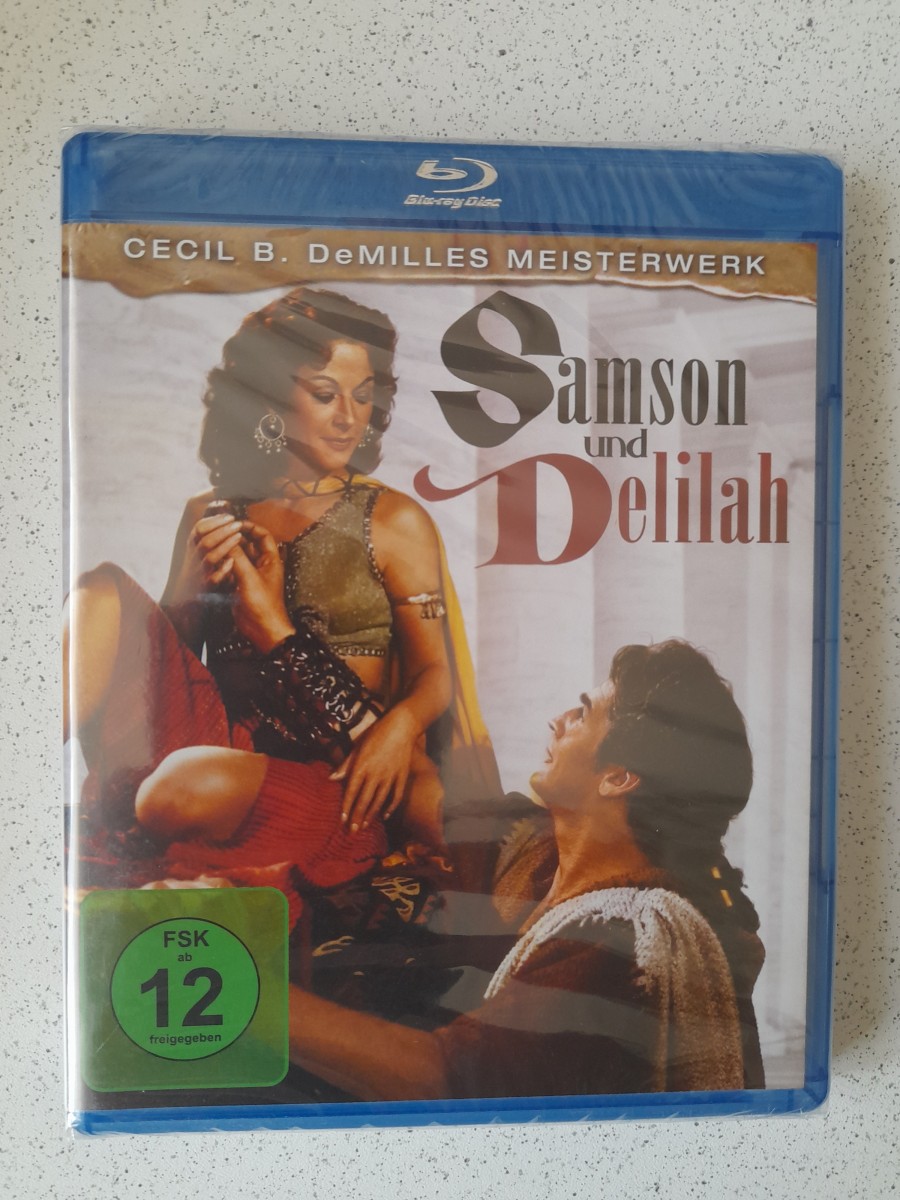 Blu-ray Disc
CECIL B. DeMILLES MEISTERWERK
Samson
und
Delilah
FSK
ab
12
freigegeben